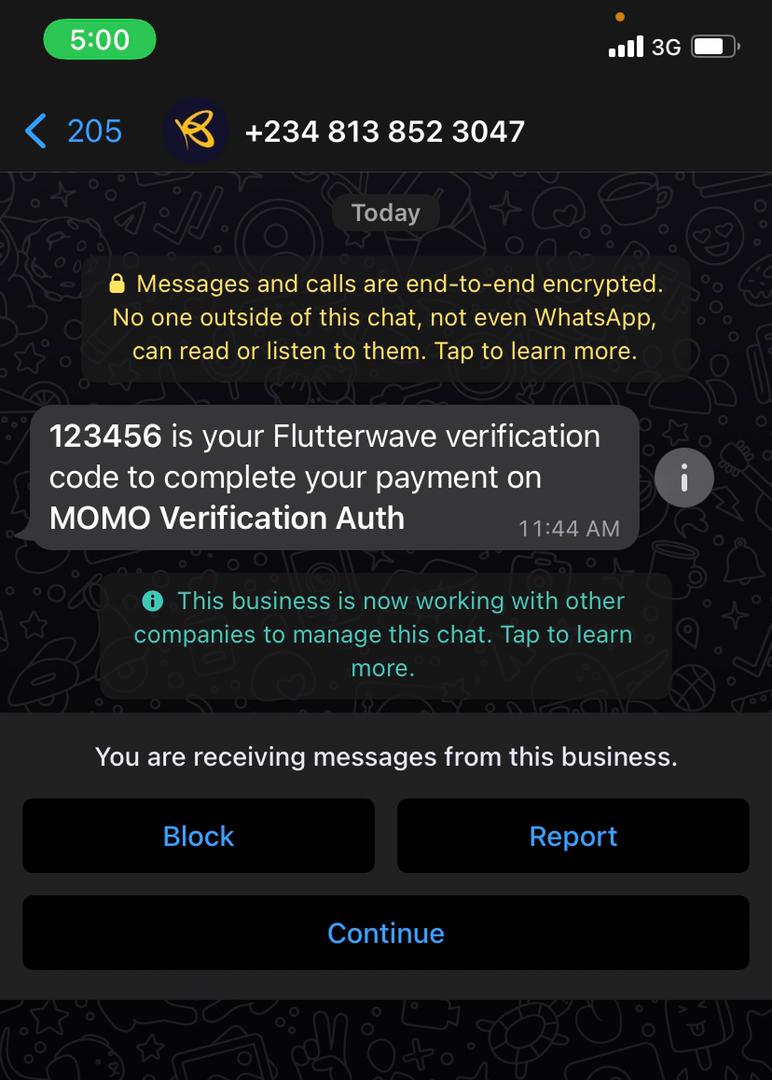 5:00
3G
205
+234 813 852 3047
Today
Messages and calls are end-to-end encrypted.
No one outside of this chat, not even WhatsApp,
can read or listen to them. Tap to learn more.
123456 is your Flutterwave verification
code to complete your payment on
MOMO Verification Auth
11:44 AM
This business is now working with other
companies to manage this chat. Tap to learn
more.
You are receiving messages from this business.
Block
Report
Continue